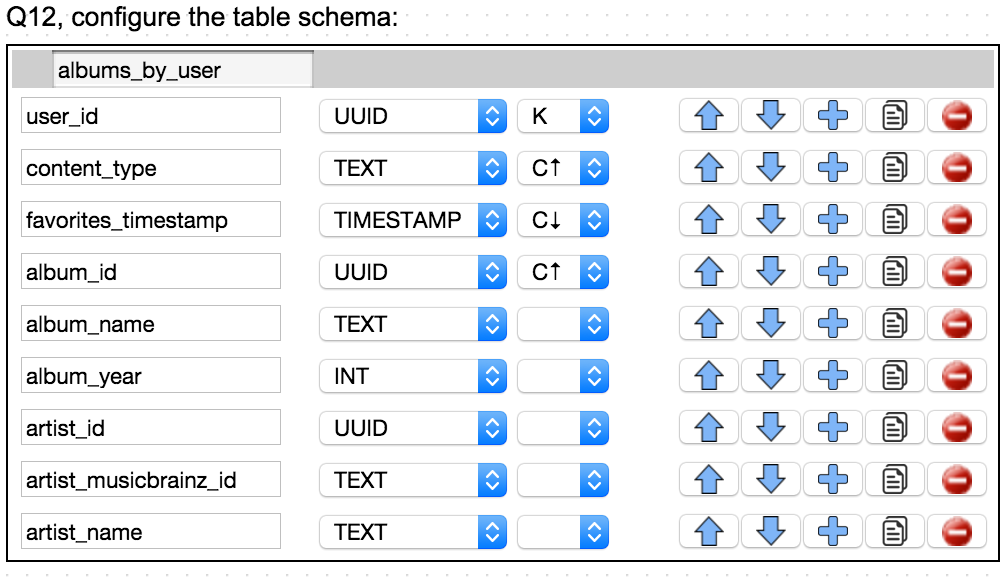 Q12, configure the table schema:
albums_by_user
user_id UUID K
content_type TEXT C↑
favorites_timestamp TIMESTAMP C↓
album_id UUID C↑
album_name TEXT
album_year INT
artist_id UUID
artist_musicbrainz_id TEXT
artist_name TEXT